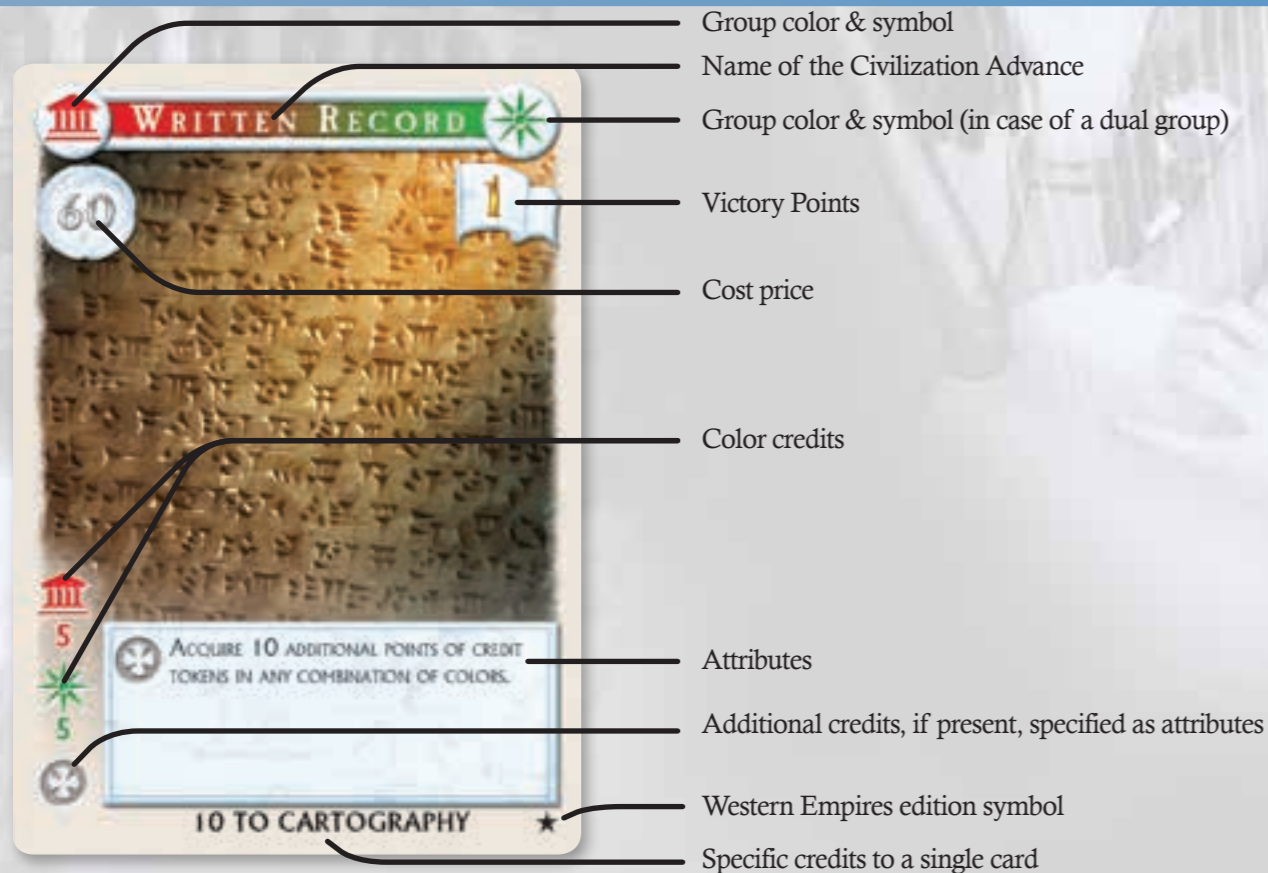 Group color & symbol
Name of the Civilization Advance
WRITTEN RECORD
Group color & symbol (in case of a dual group)
60
1
Victory Points
Cost price
Color credits
5
5
ACQUIRE 10 ADDITIONAL POINTS OF CREDIT
TOKENS IN ANY COMBINATION OF COLORS.
Attributes
Additional credits, if present, specified as attributes
Western Empires edition symbol
10 TO CARTOGRAPHY
Specific credits to a single card